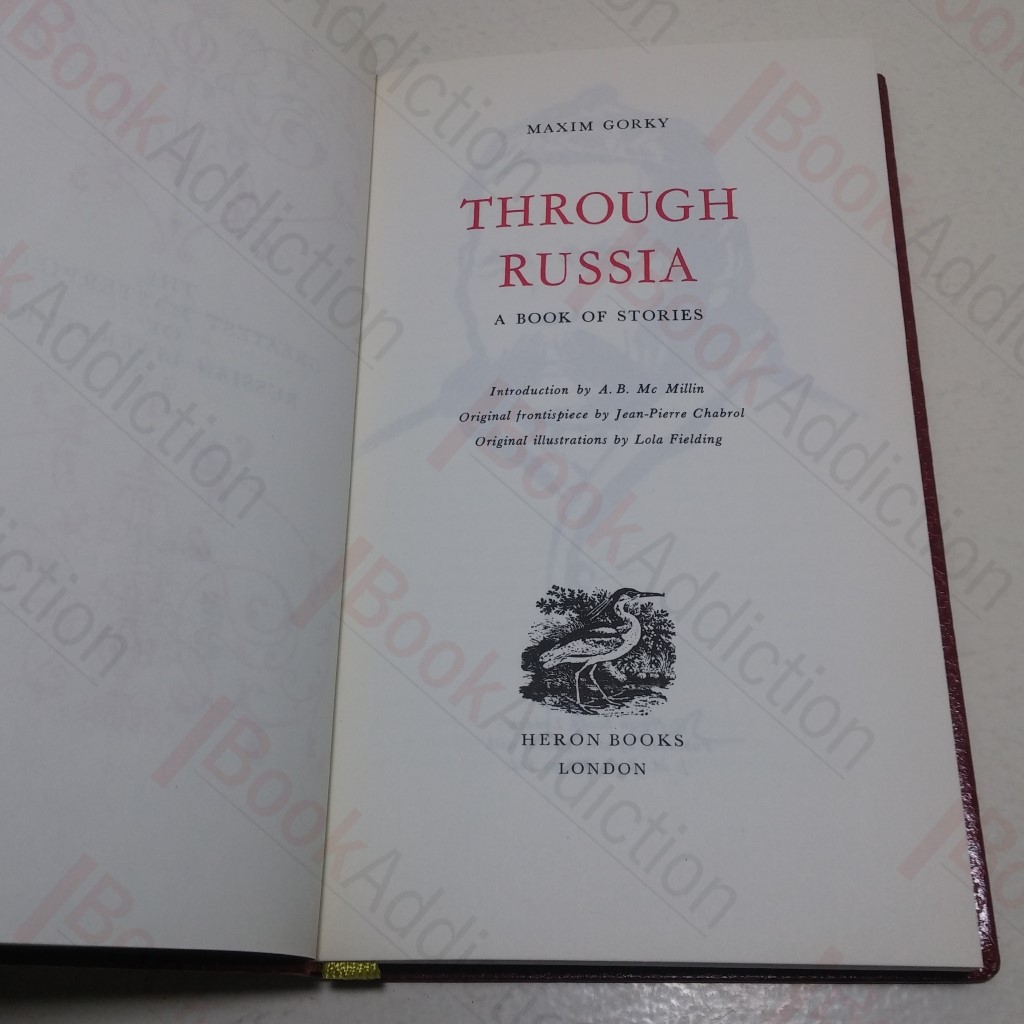 MAXIM GORKY
THROUGH
RUSSIA
A BOOK OF STORIES
Introduction by A. B. Mc Millin
Original frontispiece by Jean-Pierre Chabrol
Original illustrations by Lola Fielding
HERON BOOKS
LONDON
BookAddiction